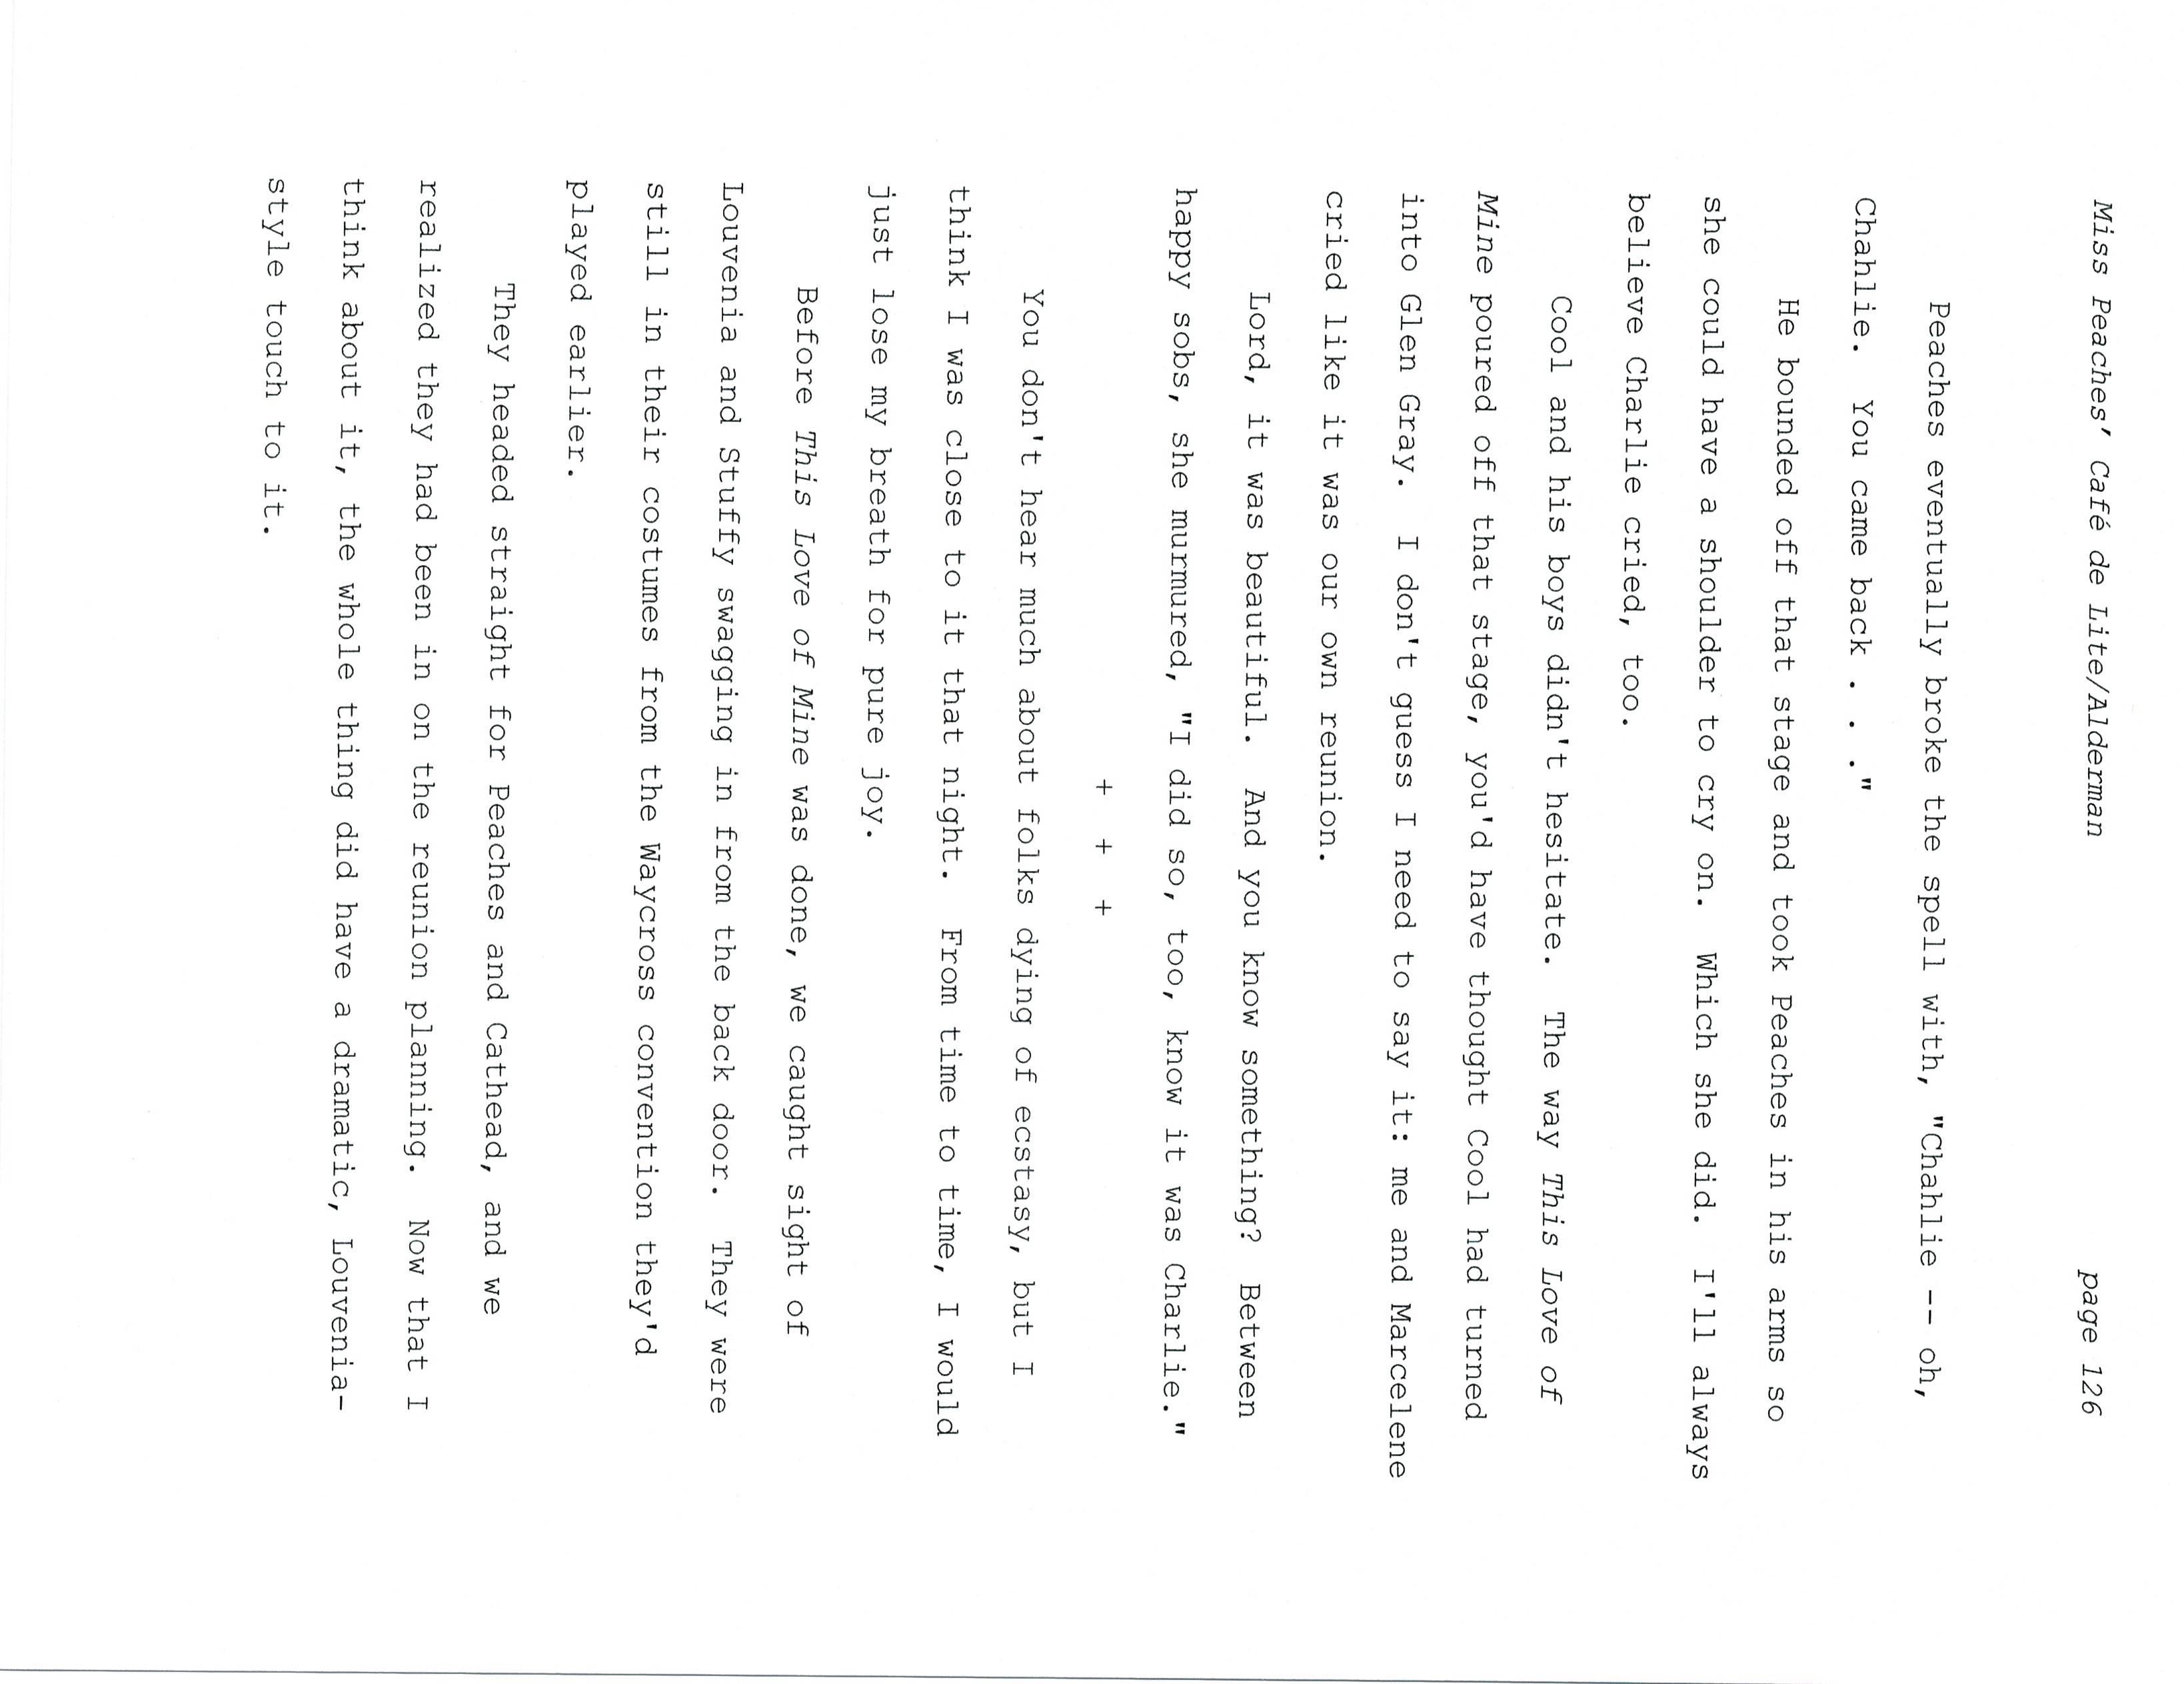 Miss Peaches' Café de Lite/Alderman page 126
Peaches eventually broke the spell with, "Chahlie -- oh,
Chahlie.  You came back . . ."
He bounded off that stage and took Peaches in his arms so
she could have a shoulder to cry on.  Which she did.  I'll always
believe Charlie cried, too.
Cool and his boys didn't hesitate.  The way This Love of
Mine poured off that stage, you'd have thought Cool had turned
into Glen Gray.  I don't guess I need to say it: me and Marcelene
cried like it was our own reunion.
Lord, it was beautiful.  And you know something?  Between
happy sobs, she murmured, "I did so, too, know it was Charlie."
+ + +
You don't hear much about folks dying of ecstasy, but I
think I was close to it that night.  From time to time, I would
just lose my breath for pure joy.
Before This Love of Mine was done, we caught sight of
Louvenia and Stuffy swagging in from the back door.  They were
still in their costumes from the Waycross convention they'd
played earlier.
They headed straight for Peaches and Cathead, and we
realized they had been in on the reunion planning.  Now that I
think about it, the whole thing did have a dramatic, Louvenia-
style touch to it.